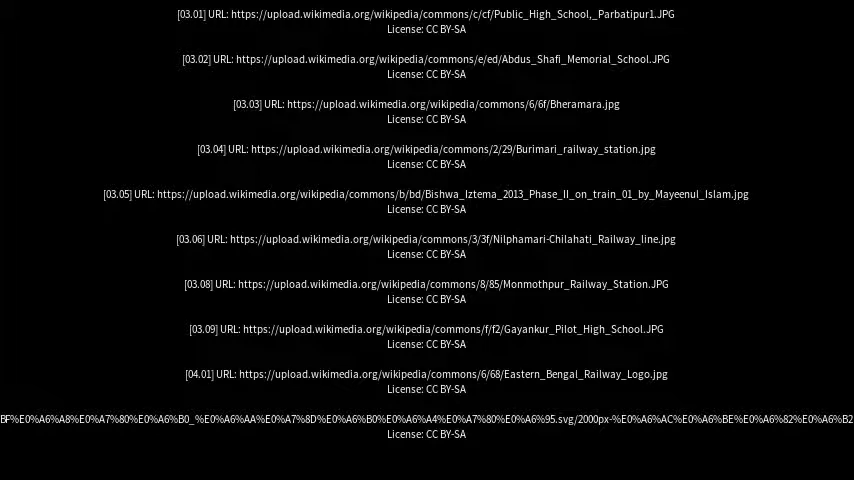 [03.01] URL: https://upload.wikimedia.org/wikipedia/commons/c/cf/Public_High_School,_Parbatipur1.JPG
License: CC BY-SA
[03.02] URL: https://upload.wikimedia.org/wikipedia/commons/e/ed/Abdus_Shafi_Memorial_School.JPG
License: CC BY-SA
[03.03] URL: https://upload.wikimedia.org/wikipedia/commons/6/6f/Bheramara.jpg
License: CC BY-SA
[03.04] URL: https://upload.wikimedia.org/wikipedia/commons/2/29/Burimari_railway_station.jpg
License: CC BY-SA
[03.05] URL: https://upload.wikimedia.org/wikipedia/commons/b/bd/Bishwa_Iztema_2013_Phase_II_on_train_01_by_Mayeenul_Islam.jpg
License: CC BY-SA
[03.06] URL: https://upload.wikimedia.org/wikipedia/commons/3/3f/Nilphamari-Chilahati_Railway_line.jpg
License: CC BY-SA
[03.08] URL: https://upload.wikimedia.org/wikipedia/commons/8/85/Monmothpur_Railway_Station.JPG
License: CC BY-SA
[03.09] URL: https://upload.wikimedia.org/wikipedia/commons/f/f2/Gayankur_Pilot_High_School.JPG
License: CC BY-SA
[04.01] URL: https://upload.wikimedia.org/wikipedia/commons/6/68/Eastern_Bengal_Railway_Logo.jpg
License: CC BY-SA
BF%E0%A6%A8%E0%A7%80%E0%A6%B0_%E0%A6%AA%E0%A7%8D%E0%A6%B0%E0%A6%A4%E0%A7%80%E0%A6%95.svg/2000px-%E0%A6%AC%E0%A6%BE%E0%A6%82%E0%A6%B2
License: CC BY-SA